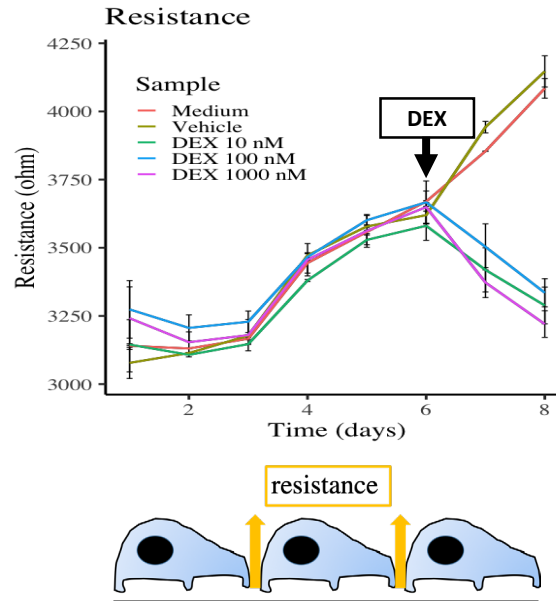 Resistance
4250
4000
3750
3500
3250
3000
Resistance (ohm)
Sample
Medium
Vehicle
DEX 10 nM
DEX 100 nM
DEX 1000 nM
DEX
2 4 6 8
Time (days)
resistance